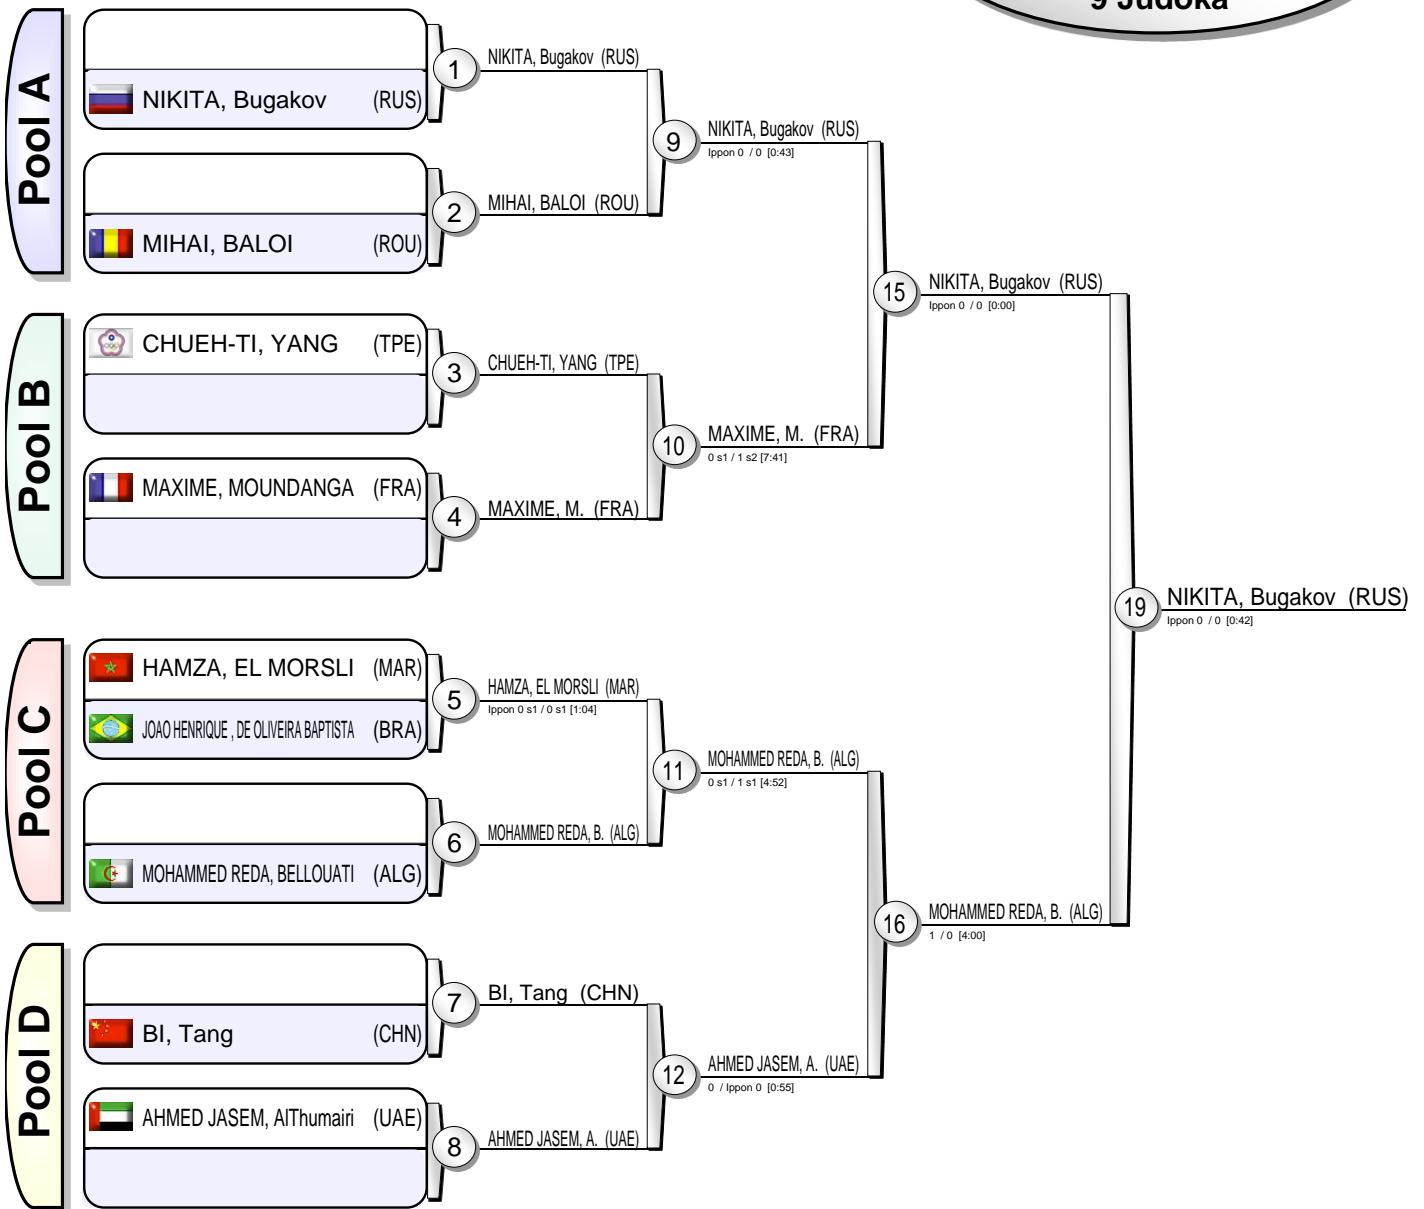 9 Judoka
Pool A
NIKITA, Bugakov (RUS)
MIHAI, BALOI (ROU)
1
NIKITA, Bugakov (RUS)
2
MIHAI, BALOI (ROU)
9
NIKITA, Bugakov (RUS)
Ippon 0 / 0 [0:43]
Pool B
CHUEH-TI, YANG (TPE)
MAXIME, MOUNDANGA (FRA)
3
CHUEH-TI, YANG (TPE)
4
MAXIME, M. (FRA)
10
MAXIME, M. (FRA)
0 s1 / 1 s2 [7:41]
15
NIKITA, Bugakov (RUS)
Ippon 0 / 0 [0:00]
Pool C
HAMZA, EL MORSLI (MAR)
JOAO HENRIQUE , DE OLIVEIRA BAPTISTA (BRA)
MOHAMMED REDA, BELLOUATI (ALG)
5
HAMZA, EL MORSLI (MAR)
Ippon 0 s1 / 0 s1 [1:04]
6
MOHAMMED REDA, B. (ALG)
11
MOHAMMED REDA, B. (ALG)
0 s1 / 1 s1 [4:52]
Pool D
BI, Tang (CHN)
AHMED JASEM, AlThumairi (UAE)
7
BI, Tang (CHN)
8
AHMED JASEM, A. (UAE)
12
AHMED JASEM, A. (UAE)
0 / Ippon 0 [0:55]
16
MOHAMMED REDA, B. (ALG)
1 / 0 [4:00]
19
NIKITA, Bugakov (RUS)
Ippon 0 / 0 [0:42]